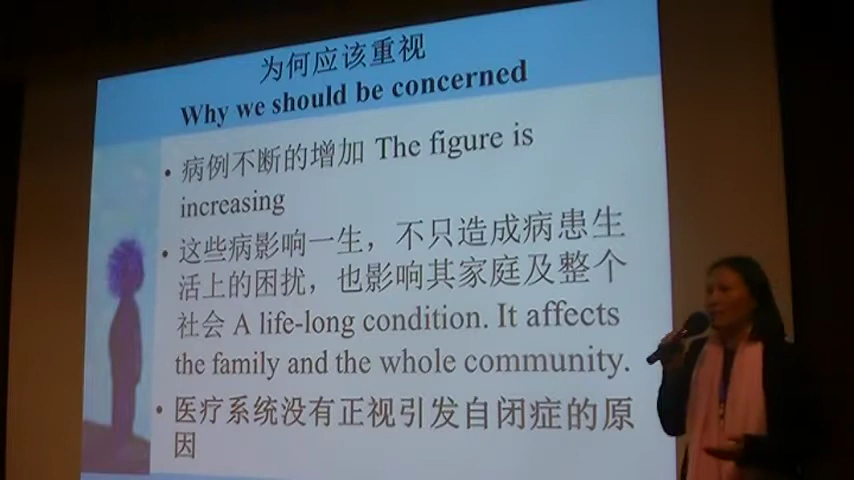 为何应该重视
Why we should be concerned
• 病例不断的增加 The figure is
increasing
• 这些病影响一生，不只造成病患生
活上的困扰，也影响其家庭及整个
社会 A life-long condition. It affects
the family and the whole community.
• 医疗系统没有正视引发自闭症的原
因